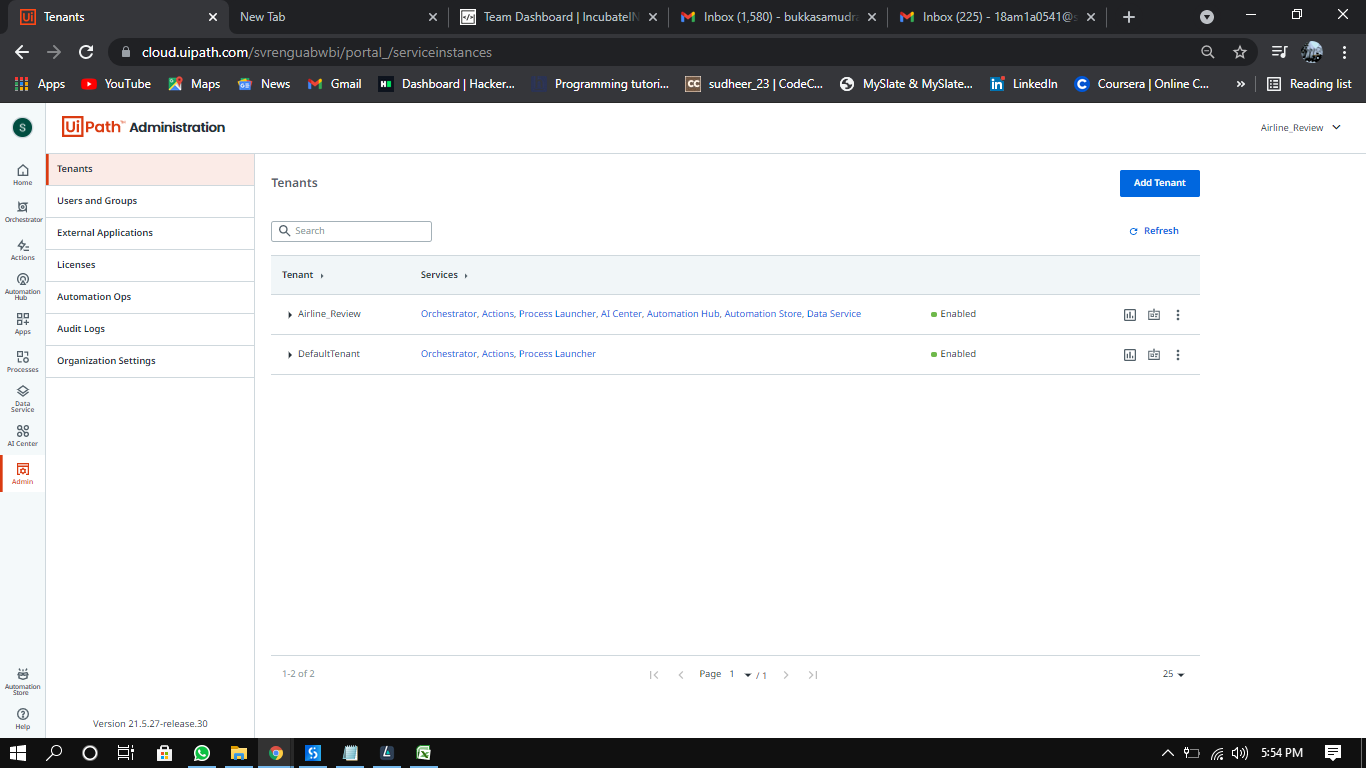 Tenants
New Tab
Team Dashboard | IncubateIN
Inbox (1,580) - bukkasamudra
Inbox (225) - 18am1a0541@s
cloud.uipath.com/svrenguabwbi/portal_/serviceinstances
Apps
YouTube
Maps
News
Gmail
Dashboard | Hacker...
Programming tutori...
sudheer_23 | CodeC...
MySlate & MySlate...
LinkedIn
Coursera | Online C...
»
Reading list
S
UiPath™ Administration
Airline_Review
Home
Orchestrator
Actions
Automation
Hub
Apps
Processes
Data
Service
AI Center
Admin
Automation
Store
Help
Tenants
Users and Groups
External Applications
Licenses
Automation Ops
Audit Logs
Organization Settings
Version 21.5.27-release.30
Tenants
Add Tenant
Search
Refresh
Tenant
Services
Airline_Review
Orchestrator, Actions, Process Launcher, AI Center, Automation Hub, Automation Store, Data Service
Enabled
DefaultTenant
Orchestrator, Actions, Process Launcher
Enabled
1-2 of 2
Page 1 / 1
25
5:54 PM